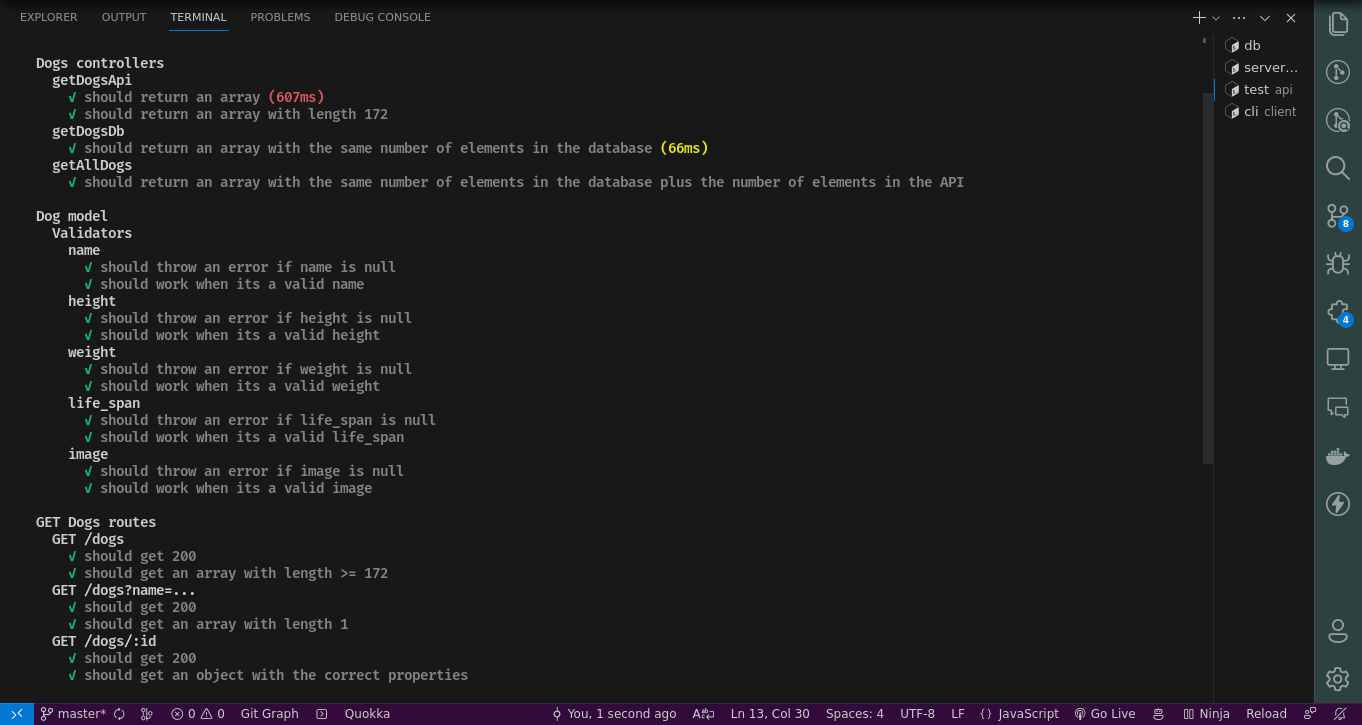 EXPLORER OUTPUT TERMINAL PROBLEMS DEBUG CONSOLE
Dogs controllers
getDogsApi
√ should return an array (607ms)
√ should return an array with length 172
getDogsDb
√ should return an array with the same number of elements in the database (66ms)
getAllDogs
√ should return an array with the same number of elements in the database plus the number of elements in the API
Dog model
Validators
name
√ should throw an error if name is null
√ should work when its a valid name
height
√ should throw an error if height is null
√ should work when its a valid height
weight
√ should throw an error if weight is null
√ should work when its a valid weight
life_span
√ should throw an error if life_span is null
√ should work when its a valid life_span
image
√ should throw an error if image is null
√ should work when its a valid image
GET Dogs routes
GET /dogs
√ should get 200
√ should get an array with length >= 172
GET /dogs?name=...
√ should get 200
√ should get an array with length 1
GET /dogs/:id
√ should get 200
√ should get an object with the correct properties
db
server...
test api
cli client
8
4
master* 0 0 Git Graph Quokka You, 1 second ago Ln 13, Col 30 Spaces: 4 UTF-8 LF {} JavaScript Go Live Ninja Reload